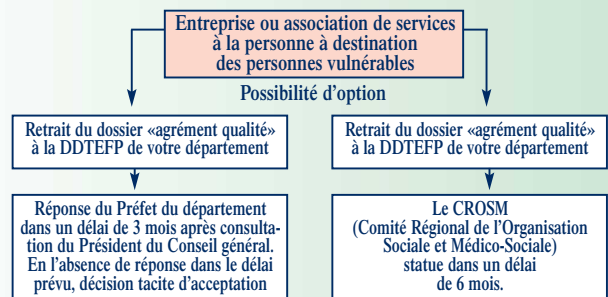 Entreprise ou association de services
à la personne à destination
des personnes vulnérables
Possibilité d'option
Retrait du dossier «agrément qualité»
à la DDTEFP de votre département
Retrait du dossier «agrément qualité»
à la DDTEFP de votre département
Réponse du Préfet du département
dans un délai de 3 mois après consulta-
tion du Président du Conseil général.
En l'absence de réponse dans le délai
prévu, décision tacite d'acceptation
Le CROSM
(Comité Régional de l'Organisation
Sociale et Médico-Sociale)
statue dans un délai
de 6 mois.